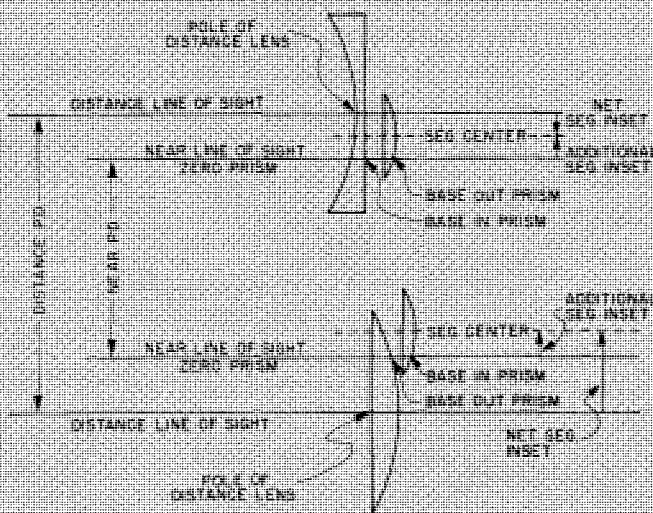 POLE OF
DISTANCE LENS
DISTANCE LINE OF SIGHT
NET
SEG INSET
SEG CENTER
NEAR LINE OF SIGHT
ZERO PRISM
ADDITIONAL
SEG INSET
BASE OUT PRISM
BASE IN PRISM
DISTANCE PD
NEAR PD
ADDITIONAL
SEG INSET
SEG CENTER
NEAR LINE OF SIGHT
ZERO PRISM
BASE IN PRISM
BASE OUT PRISM
DISTANCE LINE OF SIGHT
NET SEG
INSET
POLE OF
DISTANCE LENS